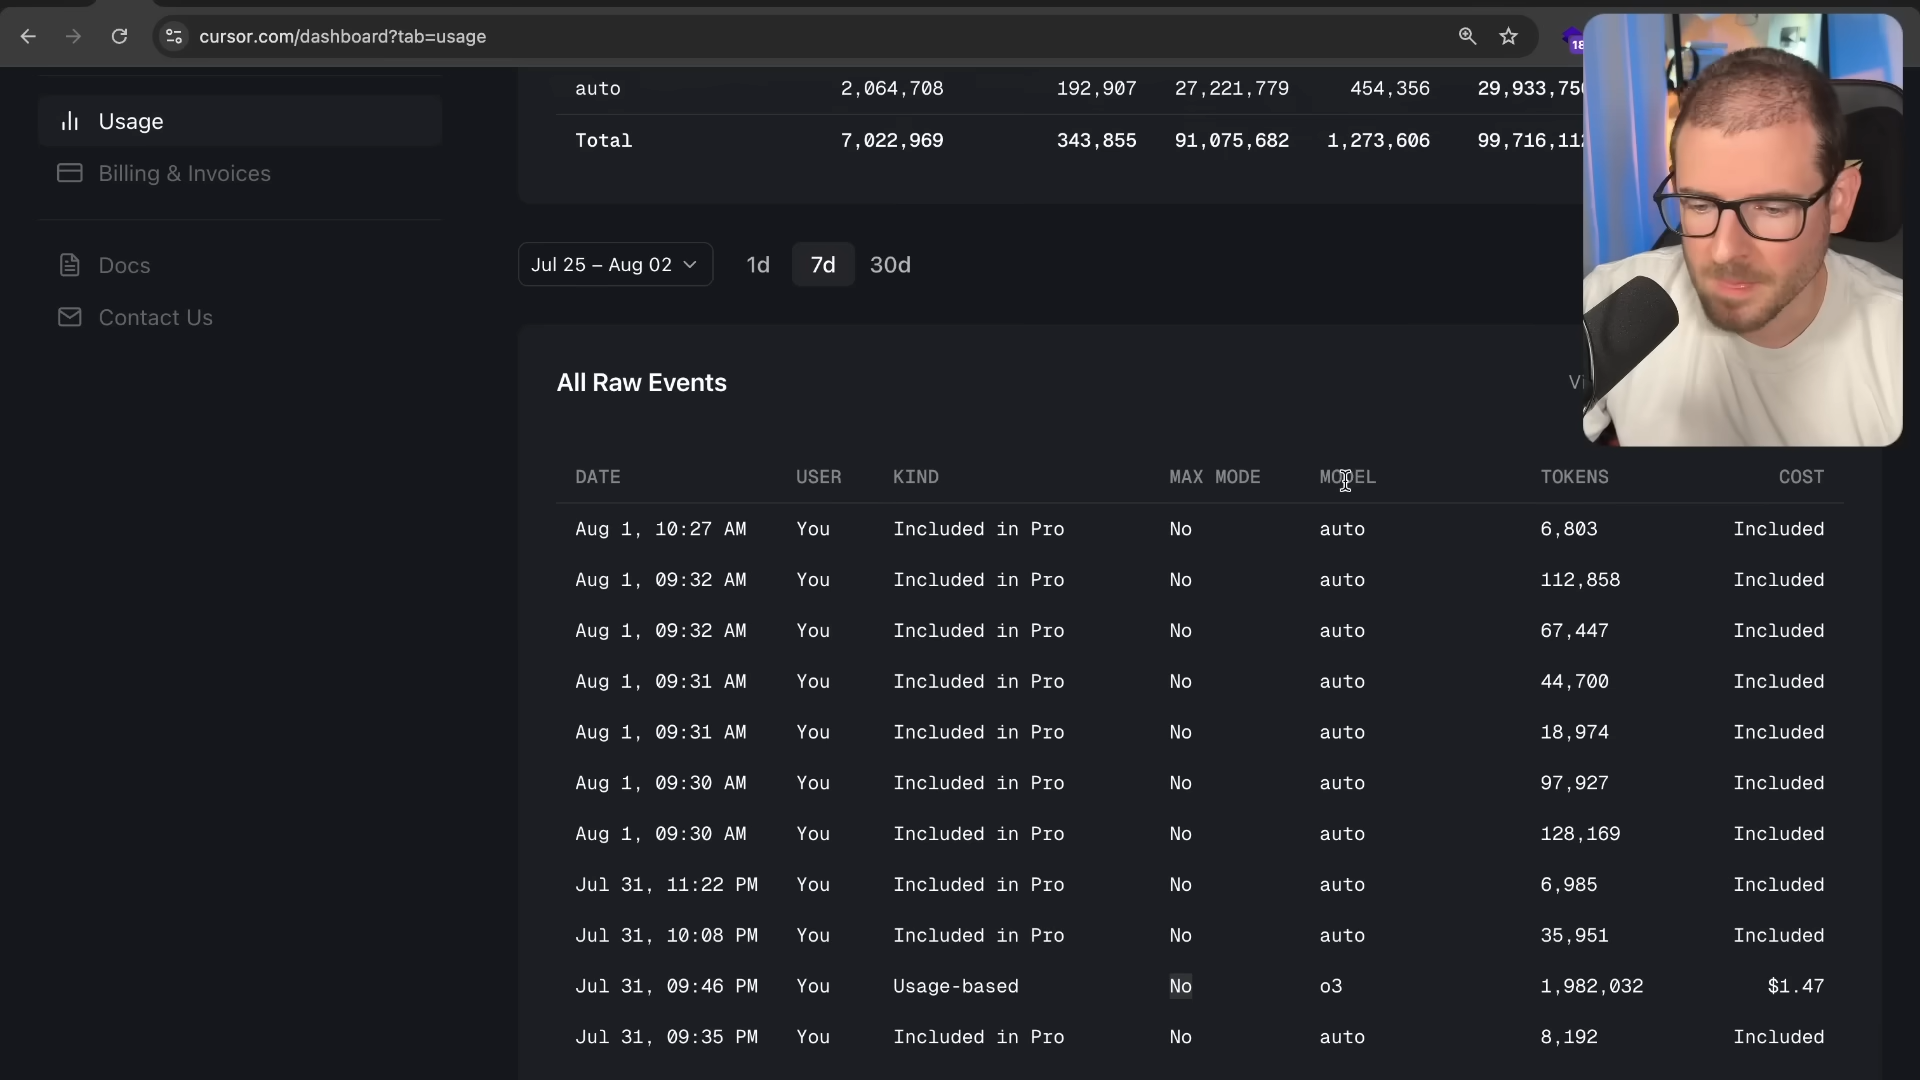 cursor.com/dashboard?tab=usage
18
auto 2,064,708 192,907 27,221,779 454,356 29,933,75
Usage
Total 7,022,969 343,855 91,075,682 1,273,606 99,716,11
Billing & Invoices
Jul 25 – Aug 02 1d 7d 30d
Docs
Contact Us
All Raw Events
DATE USER KIND MAX MODE MODEL TOKENS COST
Aug 1, 10:27 AM You Included in Pro No auto 6,803 Included
Aug 1, 09:32 AM You Included in Pro No auto 112,858 Included
Aug 1, 09:32 AM You Included in Pro No auto 67,447 Included
Aug 1, 09:31 AM You Included in Pro No auto 44,700 Included
Aug 1, 09:31 AM You Included in Pro No auto 18,974 Included
Aug 1, 09:30 AM You Included in Pro No auto 97,927 Included
Aug 1, 09:30 AM You Included in Pro No auto 128,169 Included
Jul 31, 11:22 PM You Included in Pro No auto 6,985 Included
Jul 31, 10:08 PM You Included in Pro No auto 35,951 Included
Jul 31, 09:46 PM You Usage-based No o3 1,982,032 $1.47
Jul 31, 09:35 PM You Included in Pro No auto 8,192 Included